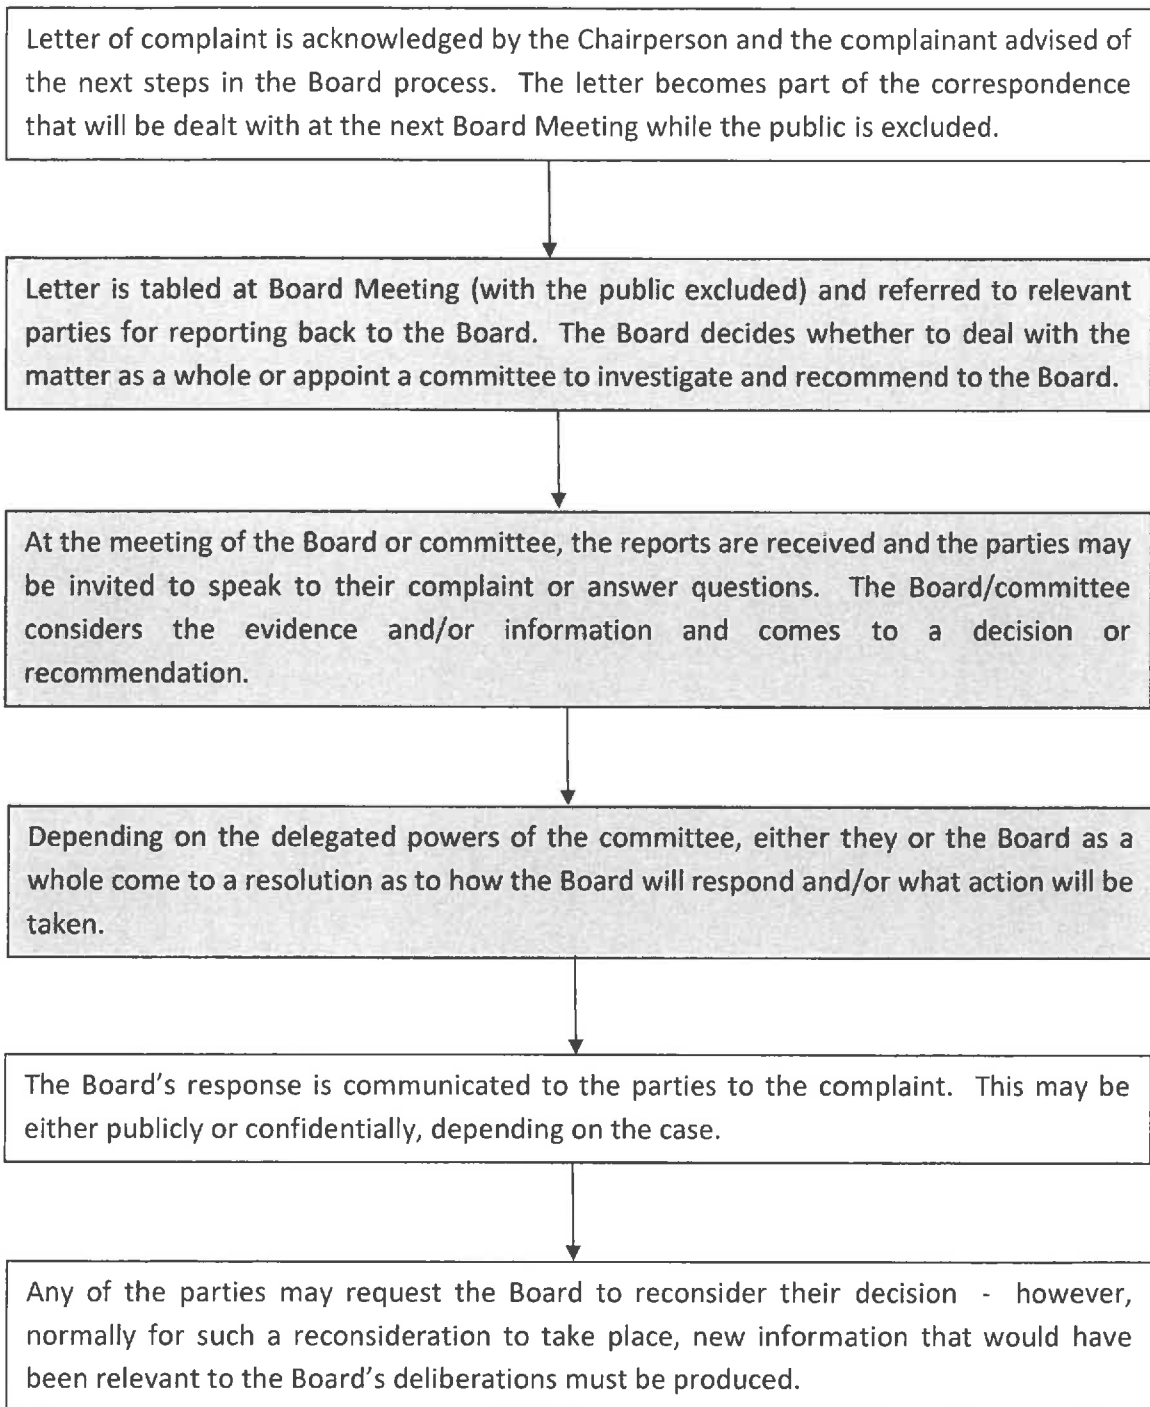 Letter of complaint is acknowledged by the Chairperson and the complainant advised of
the next steps in the Board process. The letter becomes part of the correspondence
that will be dealt with at the next Board Meeting while the public is excluded.
Letter is tabled at Board Meeting (with the public excluded) and referred to relevant
parties for reporting back to the Board. The Board decides whether to deal with the
matter as a whole or appoint a committee to investigate and recommend to the Board.
At the meeting of the Board or committee, the reports are received and the parties may
be invited to speak to their complaint or answer questions. The Board/committee
considers the evidence and/or information and comes to a decision or
recommendation.
Depending on the delegated powers of the committee, either they or the Board as a
whole come to a resolution as to how the Board will respond and/or what action will be
taken.
The Board's response is communicated to the parties to the complaint. This may be
either publicly or confidentially, depending on the case.
Any of the parties may request the Board to reconsider their decision - however,
normally for such a reconsideration to take place, new information that would have
been relevant to the Board's deliberations must be produced.